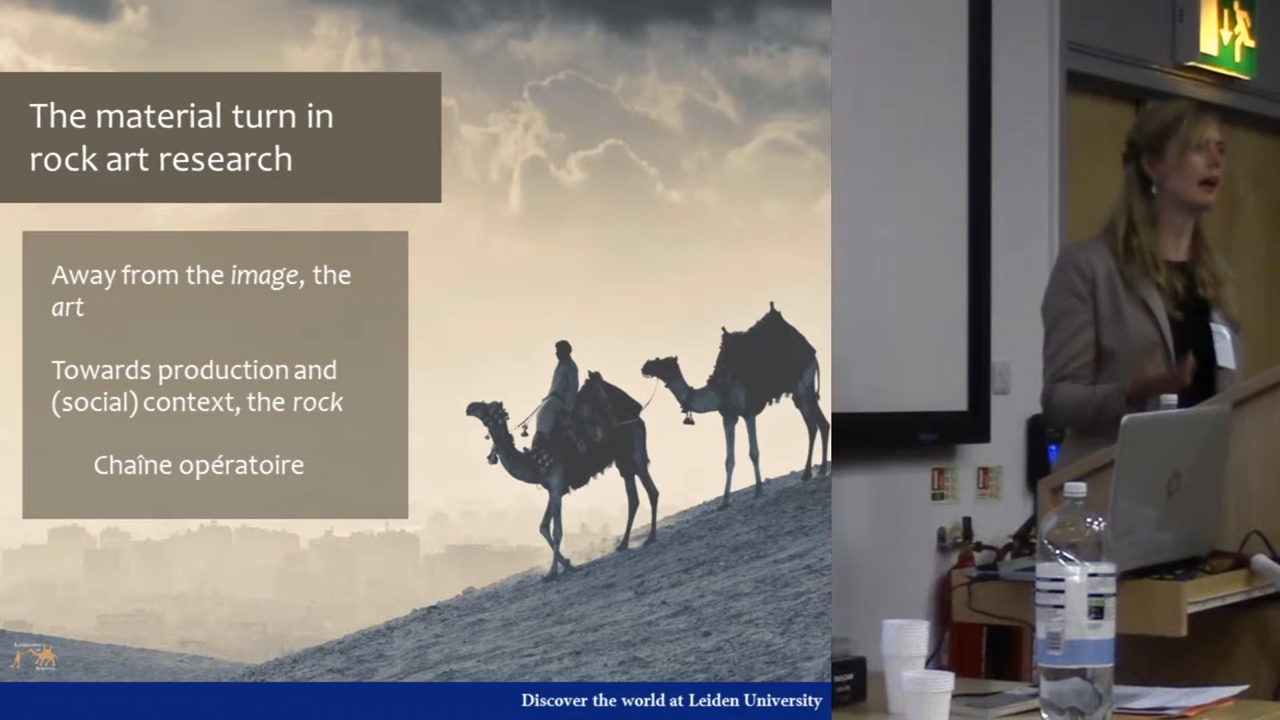 The material turn in
rock art research
Away from the image, the
art
Towards production and
(social) context, the rock
Chaîne opératoire
Discover the world at Leiden University